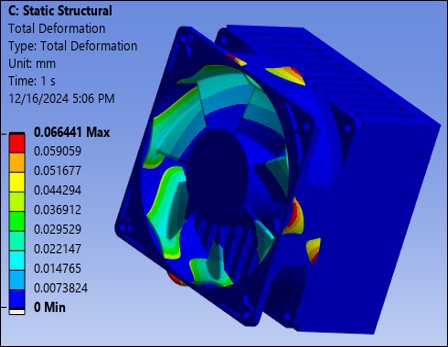 C: Static Structural
Total Deformation
Type: Total Deformation
Unit: mm
Time: 1 s
12/16/2024 5:06 PM
0.066441 Max
0.059059
0.051677
0.044294
0.036912
0.029529
0.022147
0.014765
0.0073824
0 Min